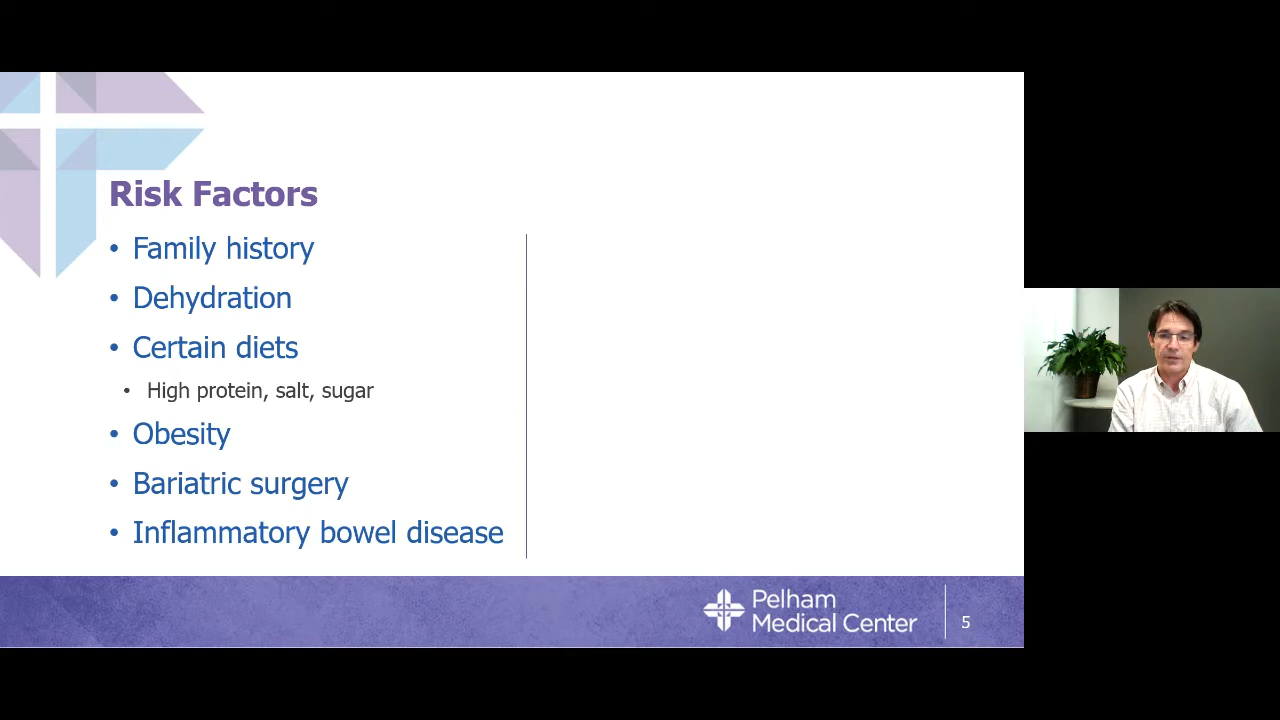 Risk Factors
• Family history
• Dehydration
• Certain diets
• High protein, salt, sugar
• Obesity
• Bariatric surgery
• Inflammatory bowel disease
Pelham
Medical Center
5